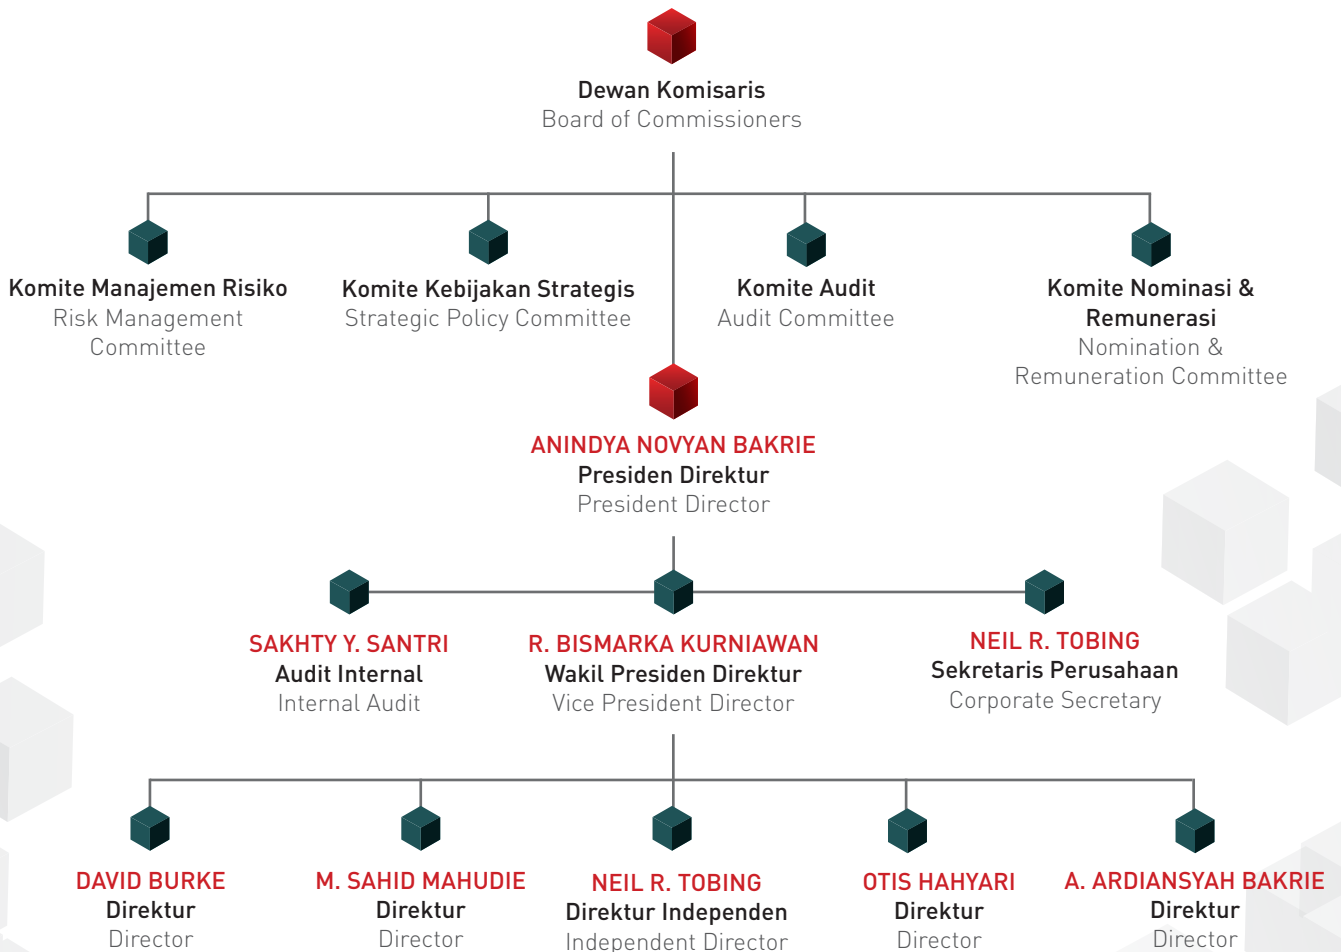 Dewan Komisaris
Board of Commissioners
Komite Manajemen Risiko
Risk Management
Committee
Komite Kebijakan Strategis
Strategic Policy Committee
Komite Audit
Audit Committee
Komite Nominasi &
Remunerasi
Nomination &
Remuneration Committee
ANINDYA NOVYAN BAKRIE
Presiden Direktur
President Director
SAKHTY Y. SANTRI
Audit Internal
Internal Audit
R. BISMARKA KURNIAWAN
Wakil Presiden Direktur
Vice President Director
NEIL R. TOBING
Sekretaris Perusahaan
Corporate Secretary
DAVID BURKE
Direktur
Director
M. SAHID MAHUDIE
Direktur
Director
NEIL R. TOBING
Direktur Independen
Independent Director
OTIS HAHYARI
Direktur
Director
A. ARDIANSYAH BAKRIE
Direktur
Director